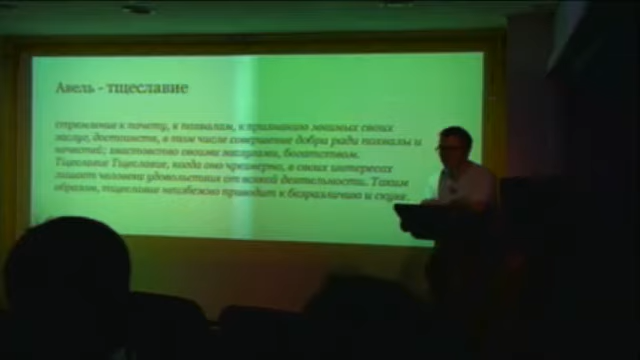 Авель - тщеславие
стремление к почету, к похвалам, к признанию мнимых своих
заслуг, достоинств, в том числе совершение добра ради похвалы и
почестей; хвастовство своими заслугами, богатством.
Тщеславие Тщеславие, когда оно чрезмерно, в своих интересах
лишает человека удовольствия от всякой деятельности. Таким
образом, тщеславие неизбежно приводит к безразличию и скуке.